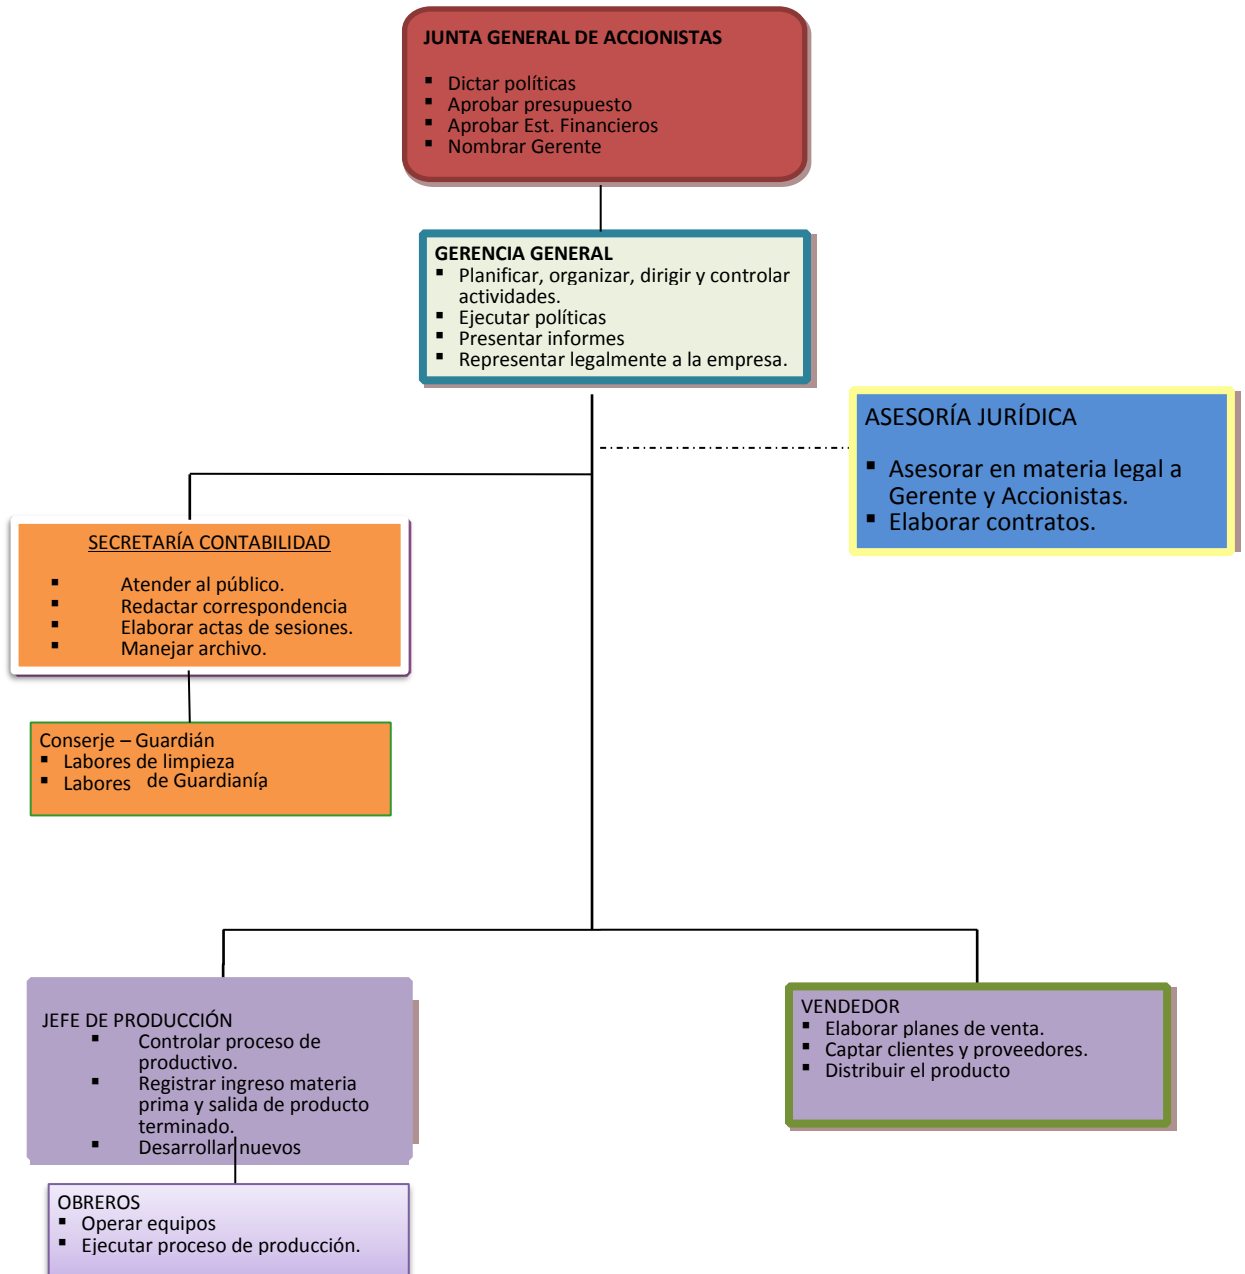 JUNTA GENERAL DE ACCIONISTAS
▪ Dictar políticas
▪ Aprobar presupuesto
▪ Aprobar Est. Financieros
▪ Nombrar Gerente
GERENCIA GENERAL
▪ Planificar, organizar, dirigir y controlar
actividades.
▪ Ejecutar políticas
▪ Presentar informes
▪ Representar legalmente a la empresa.
ASESORÍA JURÍDICA
▪ Asesorar en materia legal a
Gerente y Accionistas.
▪ Elaborar contratos.
SECRETARÍA CONTABILIDAD
▪ Atender al público.
▪ Redactar correspondencia
▪ Elaborar actas de sesiones.
▪ Manejar archivo.
Conserje – Guardián
▪ Labores de limpieza
▪ Labores de Guardianía
JEFE DE PRODUCCIÓN
▪ Controlar proceso de
productivo.
▪ Registrar ingreso materia
prima y salida de producto
terminado.
▪ Desarrollar nuevos
VENDEDOR
▪ Elaborar planes de venta.
▪ Captar clientes y proveedores.
▪ Distribuir el producto
OBREROS
▪ Operar equipos
▪ Ejecutar proceso de producción.